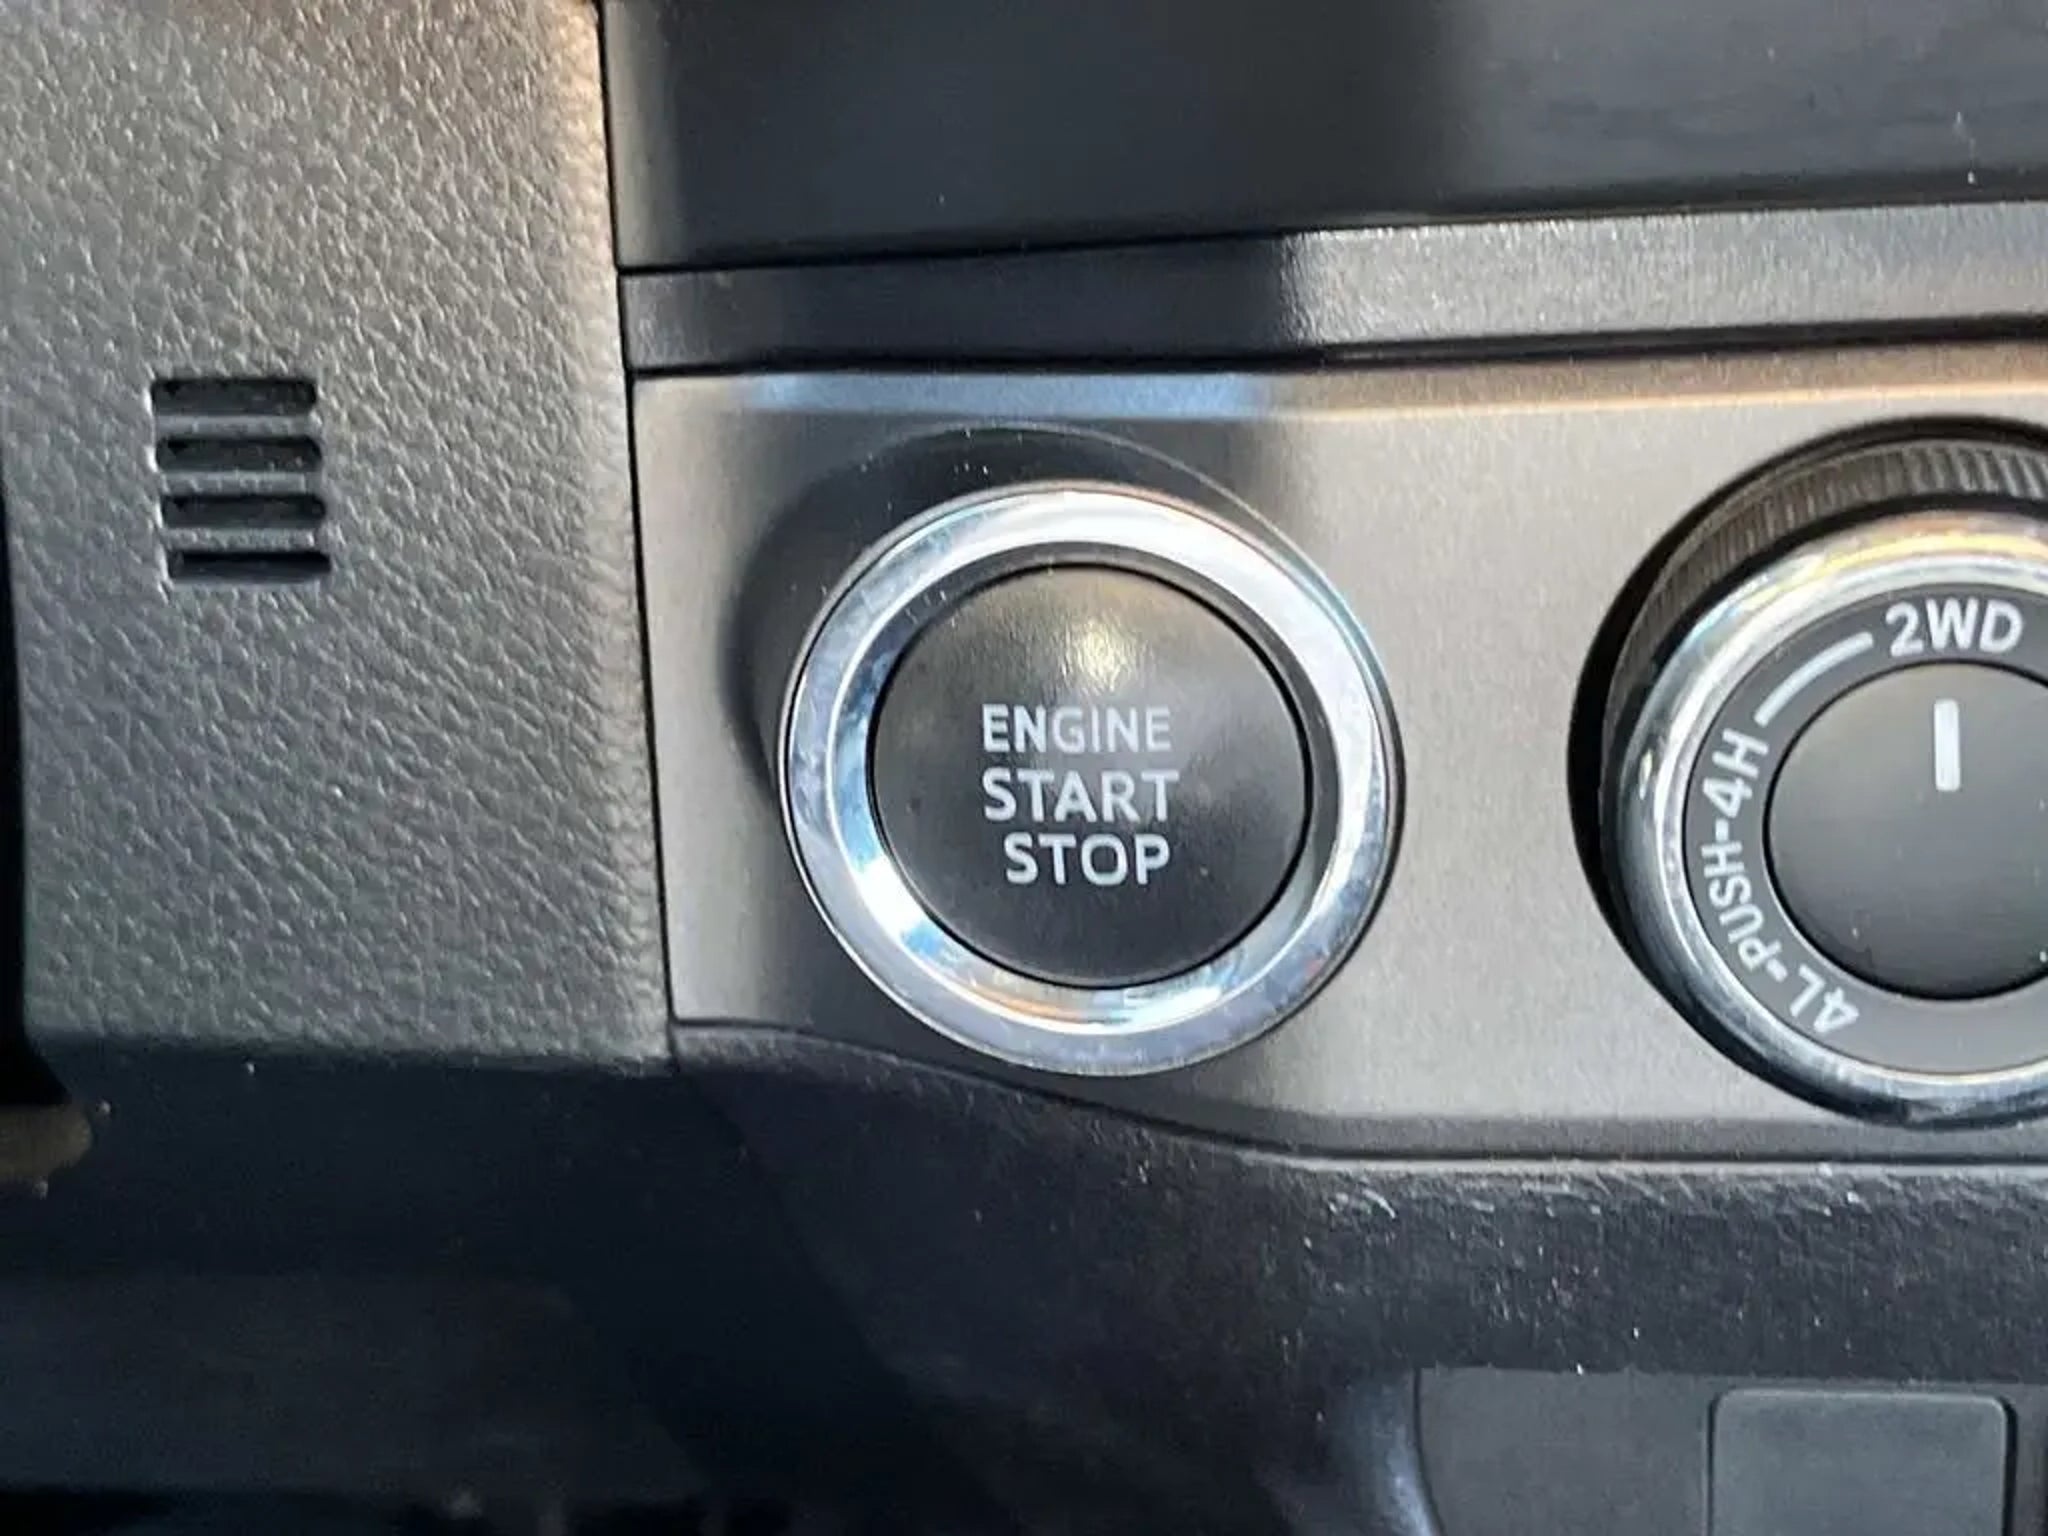 ENGINE
START
STOP
2WD
4L-PUSH-4H